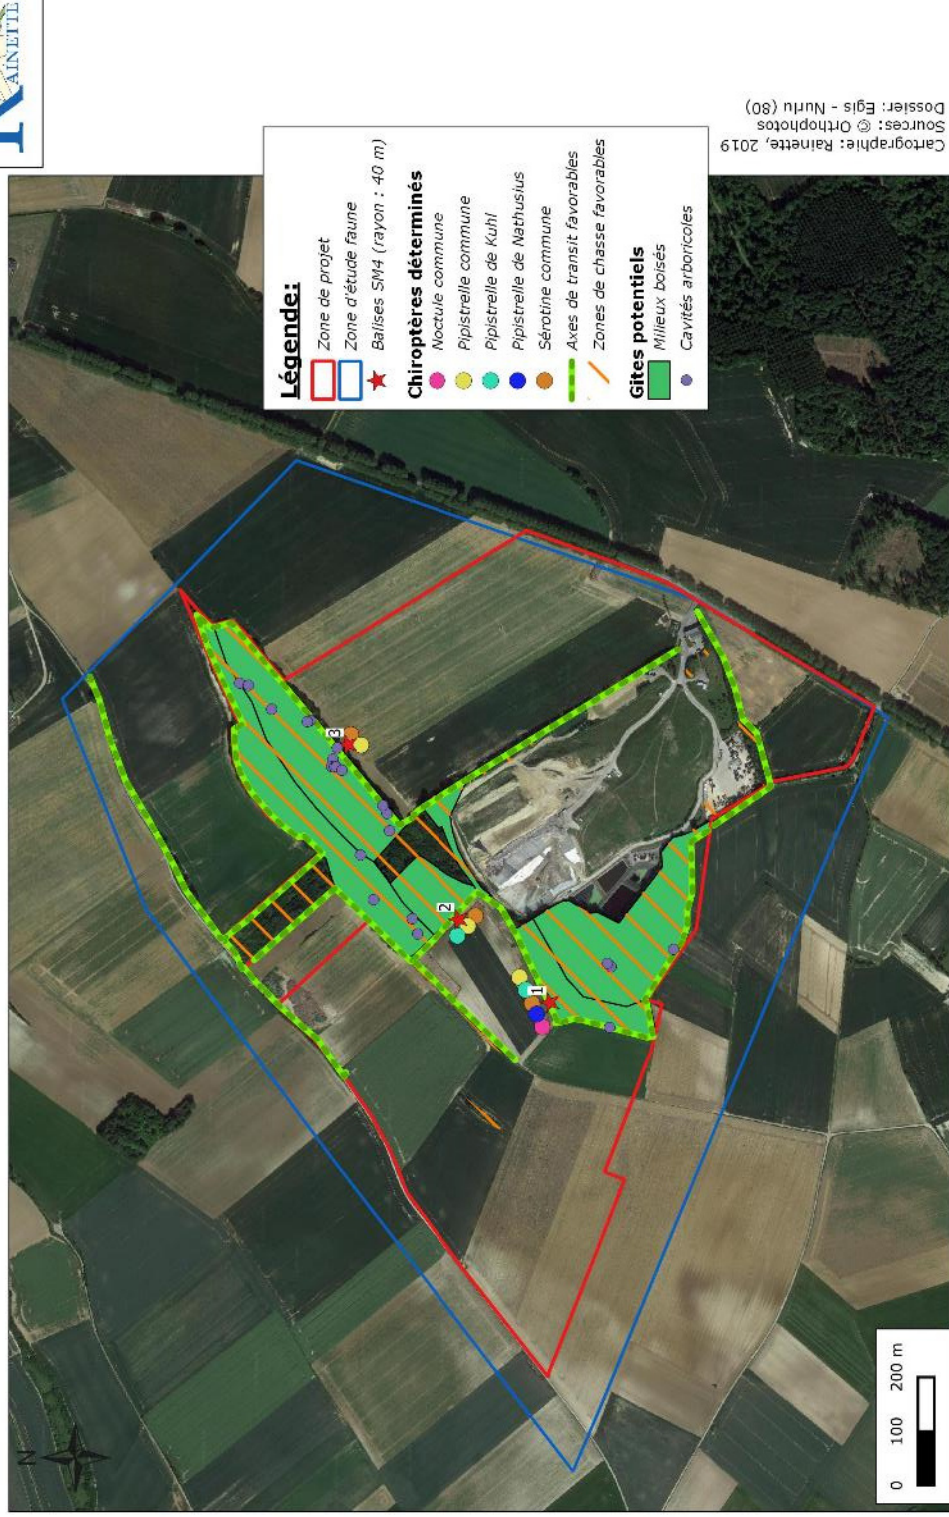 AINETTE
Légende:
Zone de projet
Zone d'étude faune
Balises SM4 (rayon : 40 m)
Chiroptères déterminés
Noctule commune
Pipistrelle commune
Pipistrelle de Kuhl
Pipistrelle de Nathusius
Sérotine commune
Axes de transit favorables
Zones de chasse favorables
Gîtes potentiels
Milieux boisés
Cavités arboricoles
Cartographie: Rainette, 2019
Sources: © Orthophotos
Dossier: Egis - Nurlu (80)
3
2
1
N
0 100 200 m